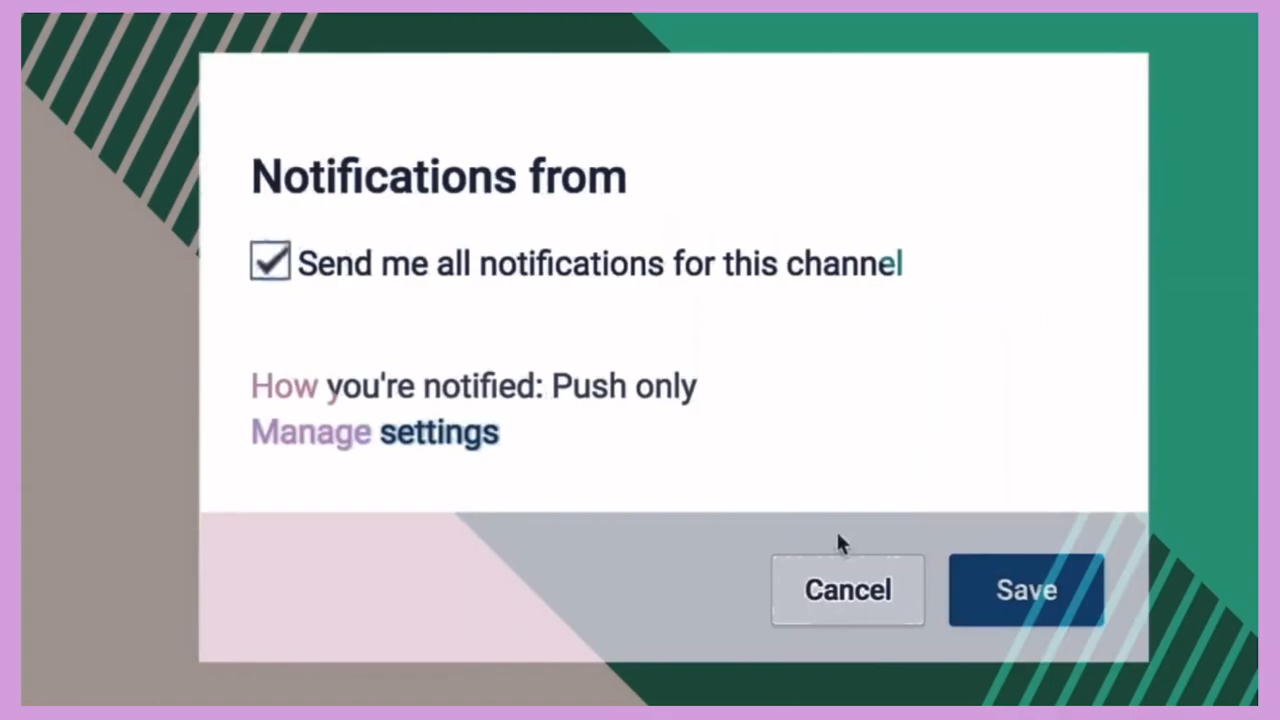 Notifications from
Send me all notifications for this channel
How you're notified: Push only
Manage settings
Cancel
Save